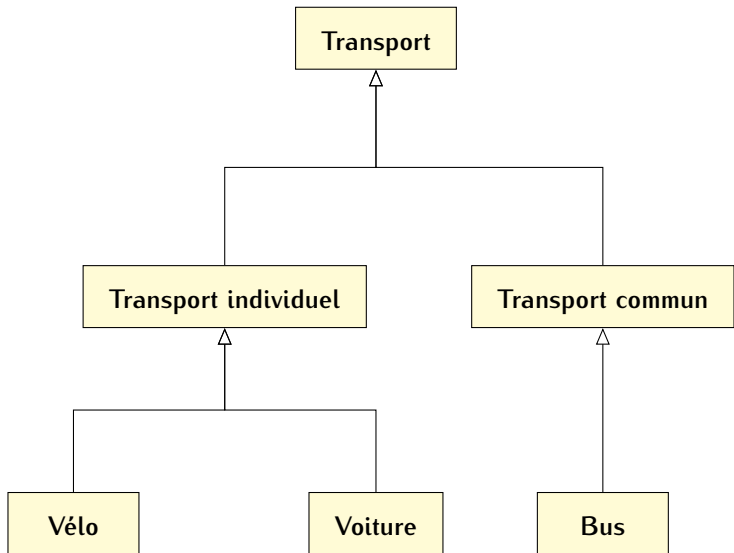 Transport
Transport individuel
Transport commun
Vélo
Voiture
Bus